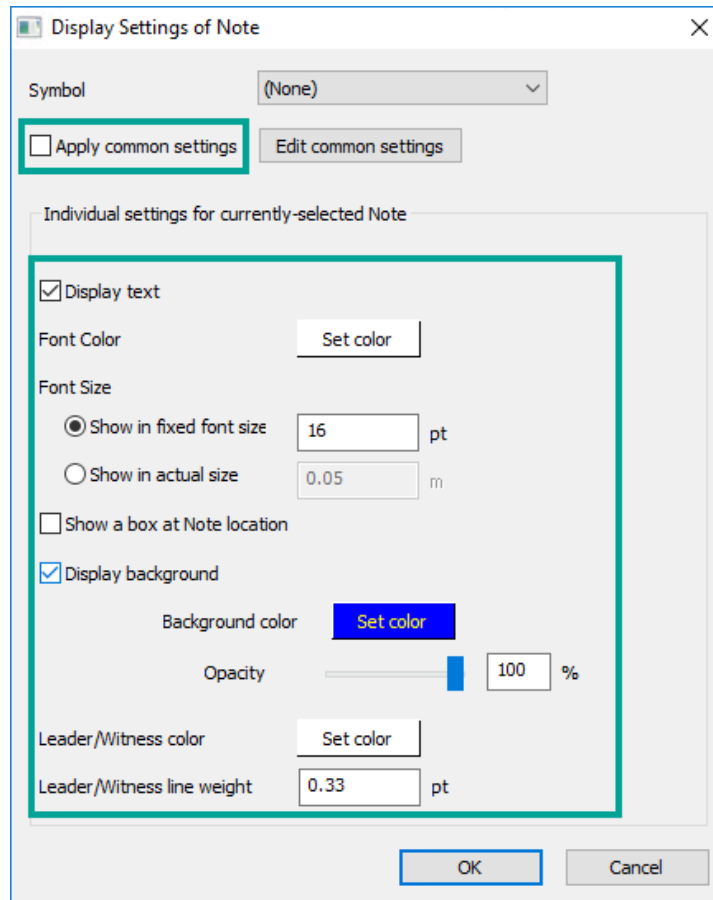 Display Settings of Note
Symbol (None)
Apply common settings Edit common settings
Individual settings for currently-selected Note
Display text
Font Color Set color
Font Size
Show in fixed font size 16 pt
Show in actual size 0.05 m
Show a box at Note location
Display background
Background color Set color
Opacity 100 %
Leader/Witness color Set color
Leader/Witness line weight 0.33 pt
OK Cancel